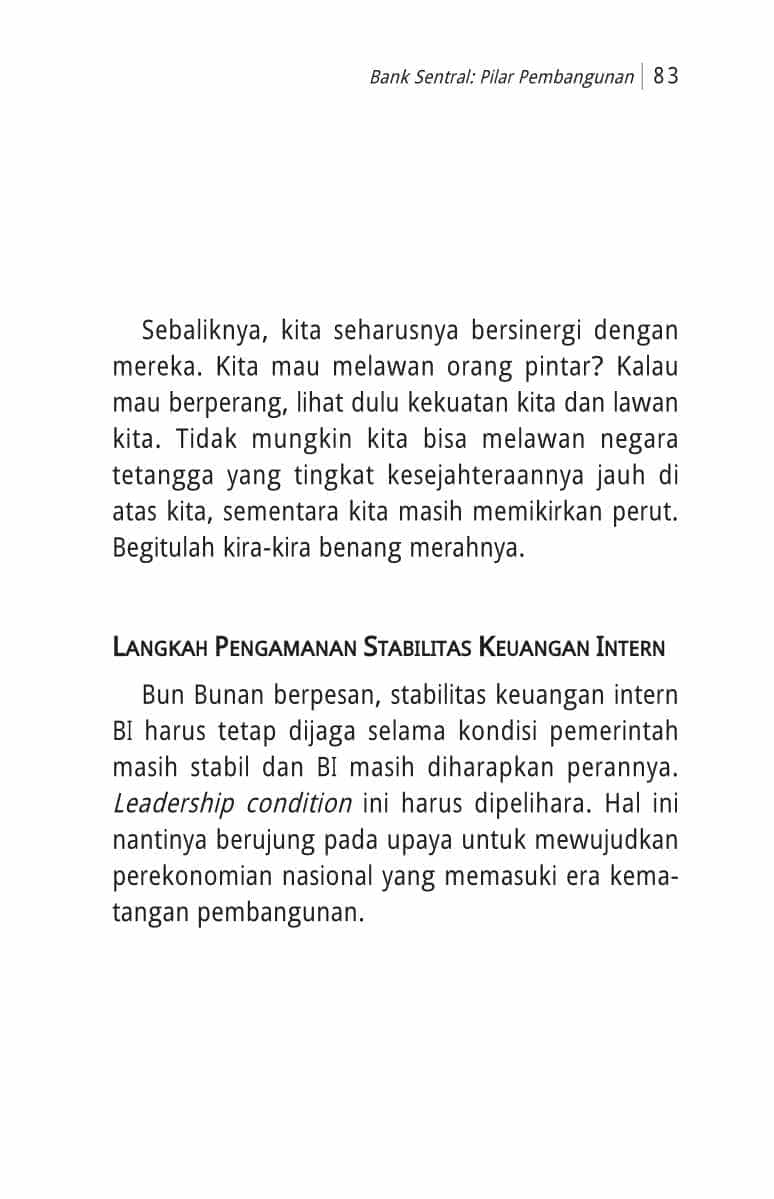 Bank Sentral: Pilar Pembangunan | 83
Sebaliknya, kita seharusnya bersinergi dengan
mereka. Kita mau melawan orang pintar? Kalau
mau berperang, lihat dulu kekuatan kita dan lawan
kita. Tidak mungkin kita bisa melawan negara
tetangga yang tingkat kesejahteraannya jauh di
atas kita, sementara kita masih memikirkan perut.
Begitulah kira-kira benang merahnya.
Langkah Pengamanan Stabilitas Keuangan Intern
Bun Bunan berpesan, stabilitas keuangan intern
BI harus tetap dijaga selama kondisi pemerintah
masih stabil dan BI masih diharapkan perannya.
Leadership condition ini harus dipelihara. Hal ini
nantinya berujung pada upaya untuk mewujudkan
perekonomian nasional yang memasuki era kema-
tangan pembangunan.